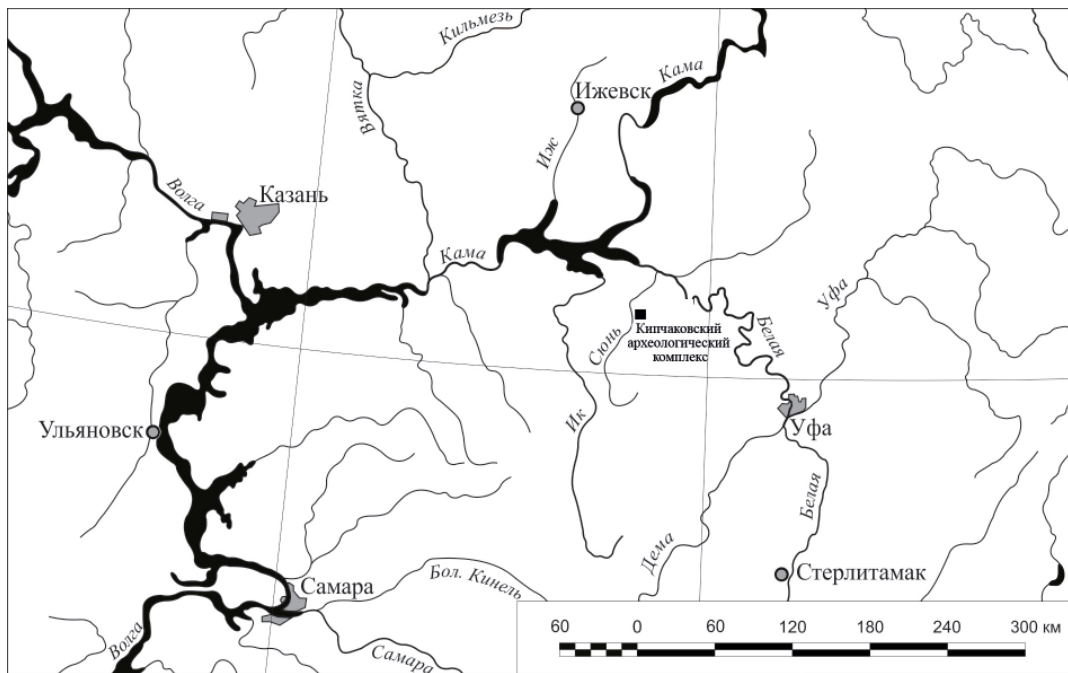 Кильмезь
Кама
Вятка
Ижевск
Иж
Волга
Казань
Кама
Уфа
Кипчаковский
археологический
комплекс
Сюнь
Белая
Ик
Ульяновск
Уфа
Белая
Дема
Стерлитамак
Бол. Кинель
Самара
Волга
Самара
60 0 60 120 180 240 300 км